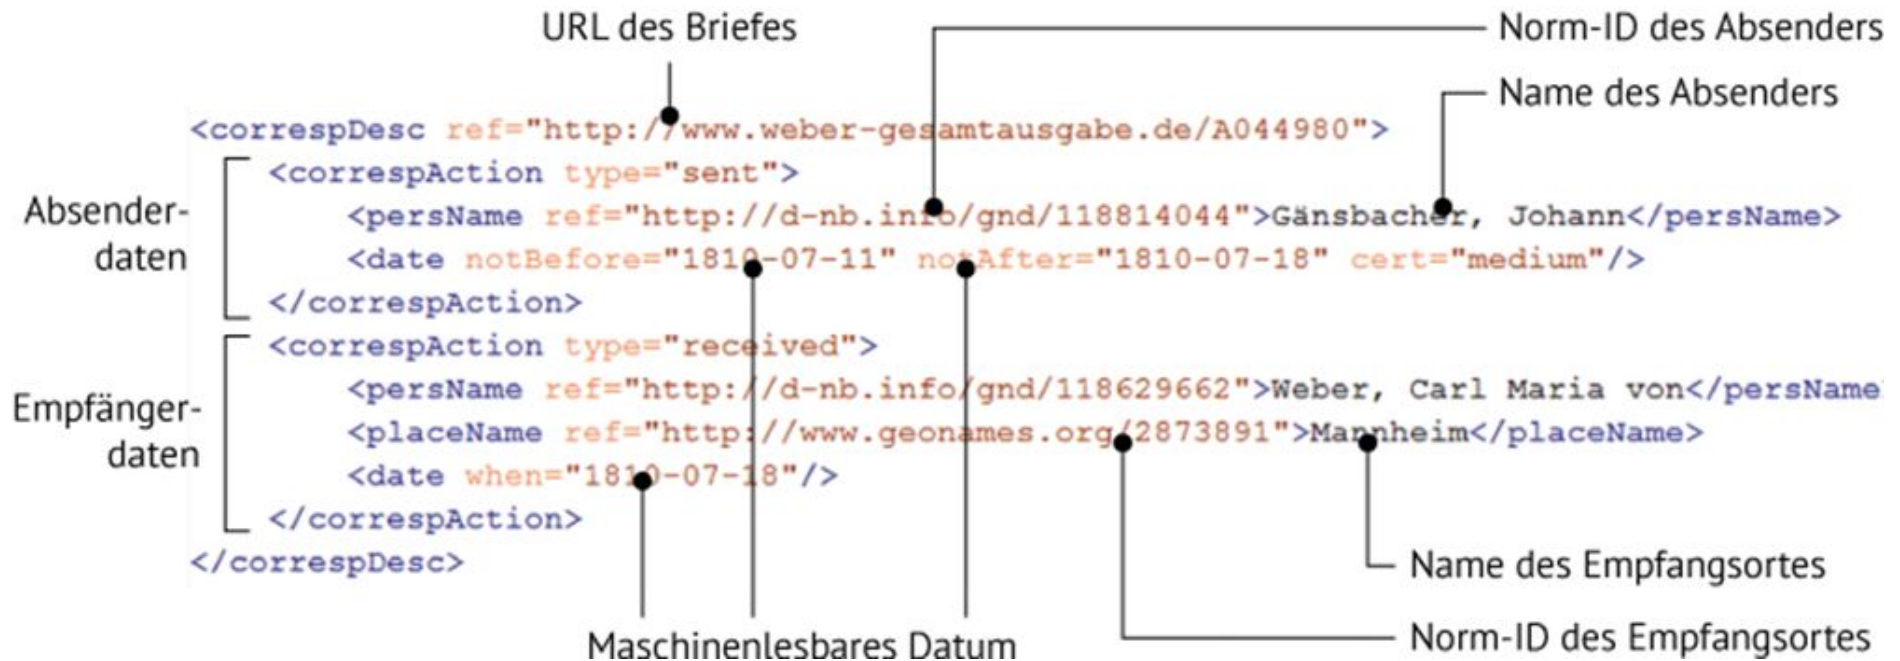 URL des Briefes
Norm-ID des Absenders
Name des Absenders
<correspDesc ref="http://www.weber-gesamtausgabe.de/A044980">
Absender-
daten
<correspAction type="sent">
<persName ref="http://d-nb.info/gnd/118814044">Gänsbacher, Johann</persName>
<date notBefore="1810-07-11" notAfter="1810-07-18" cert="medium"/>
</correspAction>
Empfänger-
daten
<correspAction type="received">
<persName ref="http://d-nb.info/gnd/118629662">Weber, Carl Maria von</persName
<placeName ref="http://www.geonames.org/2873891">Mannheim</placeName>
<date when="1810-07-18"/>
</correspAction>
</correspDesc>
Name des Empfangsortes
Norm-ID des Empfangsortes
Maschinenlesbares Datum